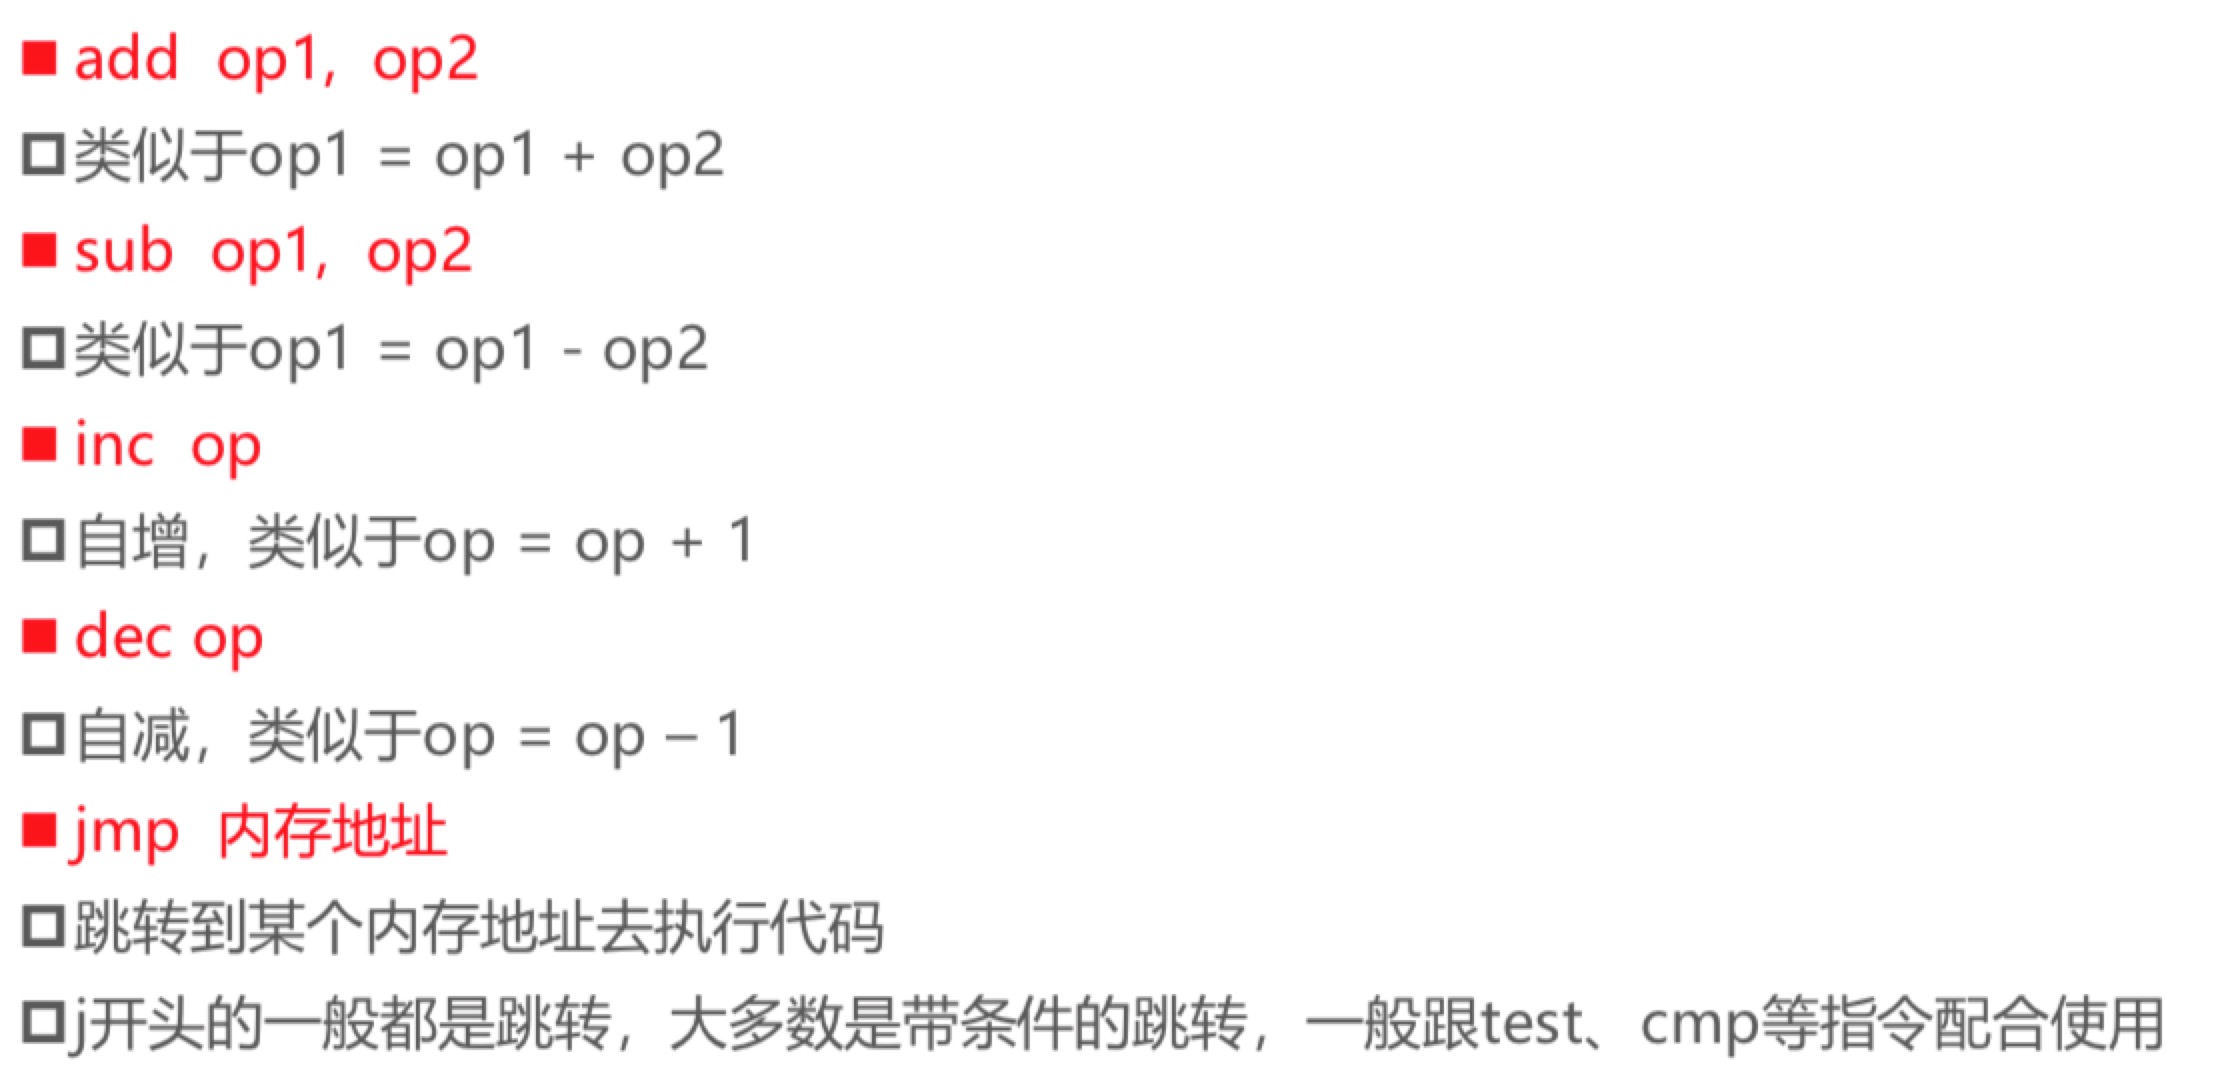 ■ add op1, op2
□ 类似于op1 = op1 + op2
■ sub op1, op2
□ 类似于op1 = op1 - op2
■ inc op
□ 自增，类似于op = op + 1
■ dec op
□ 自减，类似于op = op – 1
■ jmp 内存地址
□ 跳转到某个内存地址去执行代码
□ j开头的一般都是跳转，大多数是带条件的跳转，一般跟test、cmp等指令配合使用